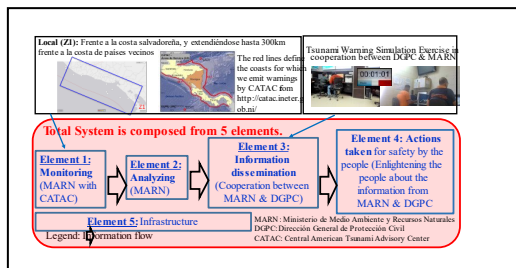 Local (Z1): Frente a la costa salvadoreña, y extendiéndose hasta 300km
frente a la costa de países vecinos
The red lines define
the coasts for which
we emit warnings
by CATAC fom
http://catac.ineter.g
ob.ni/
Tsunami Warning Simulation Exercise in
cooperation between DGPC & MARN
00:01:01
Total System is composed from 5 elements.
Element 1:
Monitoring
(MARN with
CATAC)
Element 2:
Analyzing
(MARN)
Element 3:
Information
dissemination
(Cooperation between
MARN & DGPC)
Element 4: Actions
taken for safety by the
people (Enlightening the
people about the
information from
MARN & DGPC
Element 5: Infrastructure
Legend: Information flow
MARN: Ministerio de Medio Ambiente y Recursos Naturales
DGPC: Dirección General de Protección Civil
CATAC: Central American Tsunami Advisory Center